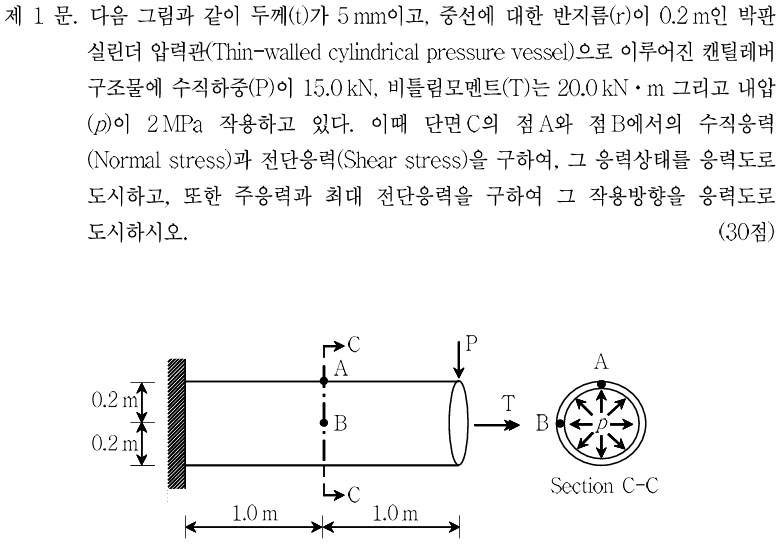 제 1 문. 다음 그림과 같이 두께(t)가 5 mm이고, 중선에 대한 반지름(r)이 0.2 m인 박판
실린더 압력관(Thin-walled cylindrical pressure vessel)으로 이루어진 캔틸레버
구조물에 수직하중(P)이 15.0 kN, 비틀림모멘트(T)는 20.0 kN·m 그리고 내압
(p)이 2 MPa 작용하고 있다. 이때 단면 C의 점 A와 점 B에서의 수직응력
(Normal stress)과 전단응력(Shear stress)을 구하여, 그 응력상태를 응력도로
도시하고, 또한 주응력과 최대 전단응력을 구하여 그 작용방향을 응력도로
도시하시오. (30점)
C
P
A
A
0.2 m
T
B
B
p
0.2 m
C
Section C-C
1.0 m
1.0 m